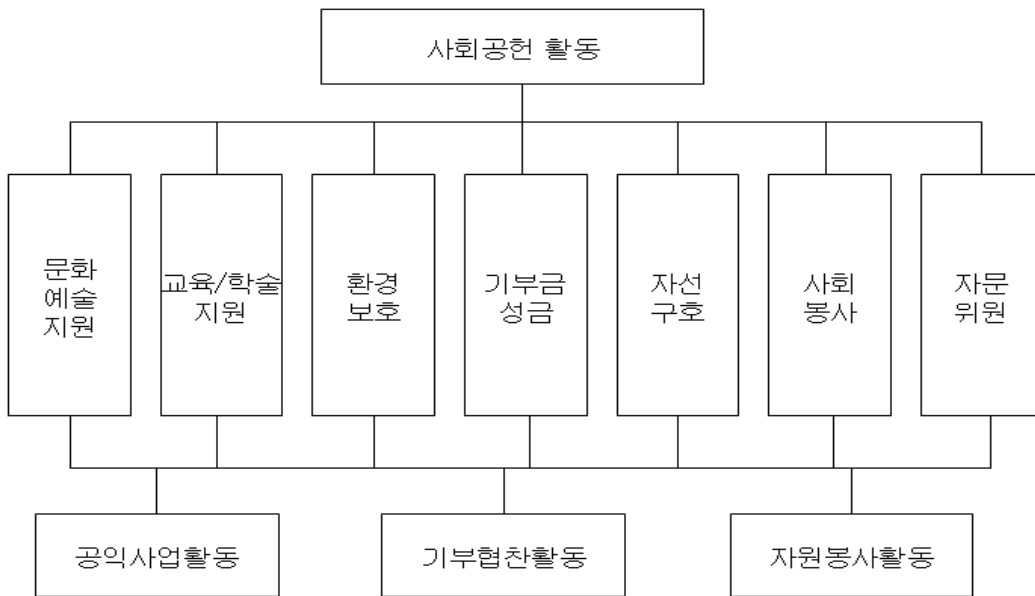 사회공헌 활동
문화
예술
지원
교육/학술
지원
환경
보호
기부금
성금
자선
구호
사회
봉사
자문
위원
공익사업활동
기부협찬활동
자원봉사활동